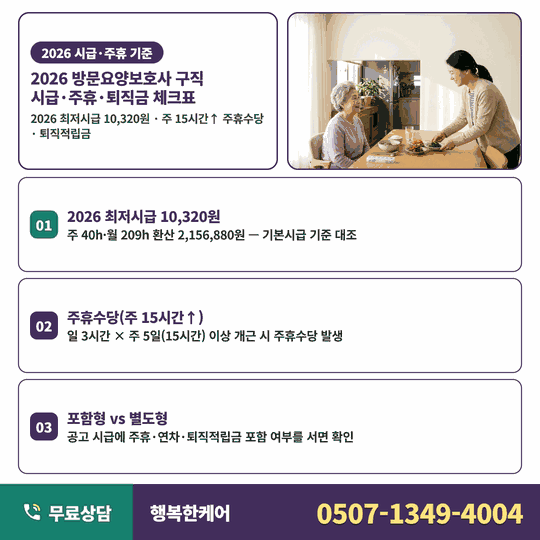 2026 시급·주휴 기준
2026 방문요양보호사 구직
시급·주휴·퇴직금 체크표
2026 최저시급 10,320원 · 주 15시간↑ 주휴수당
· 퇴직적립금
01
2026 최저시급 10,320원
주 40h·월 209h 환산 2,156,880원 — 기본시급 기준 대조
02
주휴수당(주 15시간↑)
일 3시간 × 주 5일(15시간) 이상 개근 시 주휴수당 발생
03
포함형 vs 별도형
공고 시급에 주휴·연차·퇴직적립금 포함 여부를 서면 확인
무료상담
행복한케어
0507-1349-4004